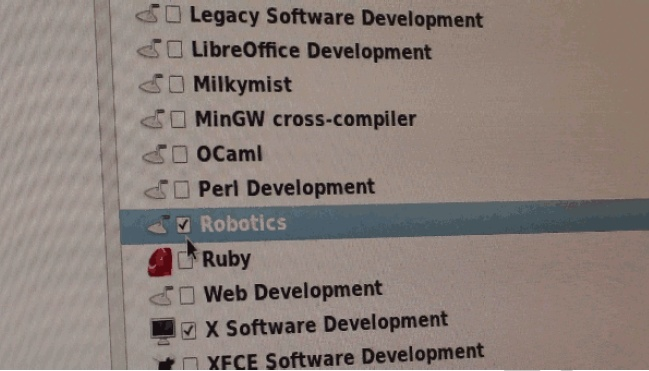 Legacy Software Development
LibreOffice Development
Milkymist
MinGW cross-compiler
OCaml
Perl Development
Robotics
Ruby
Web Development
X Software Development
XFCE Software Development